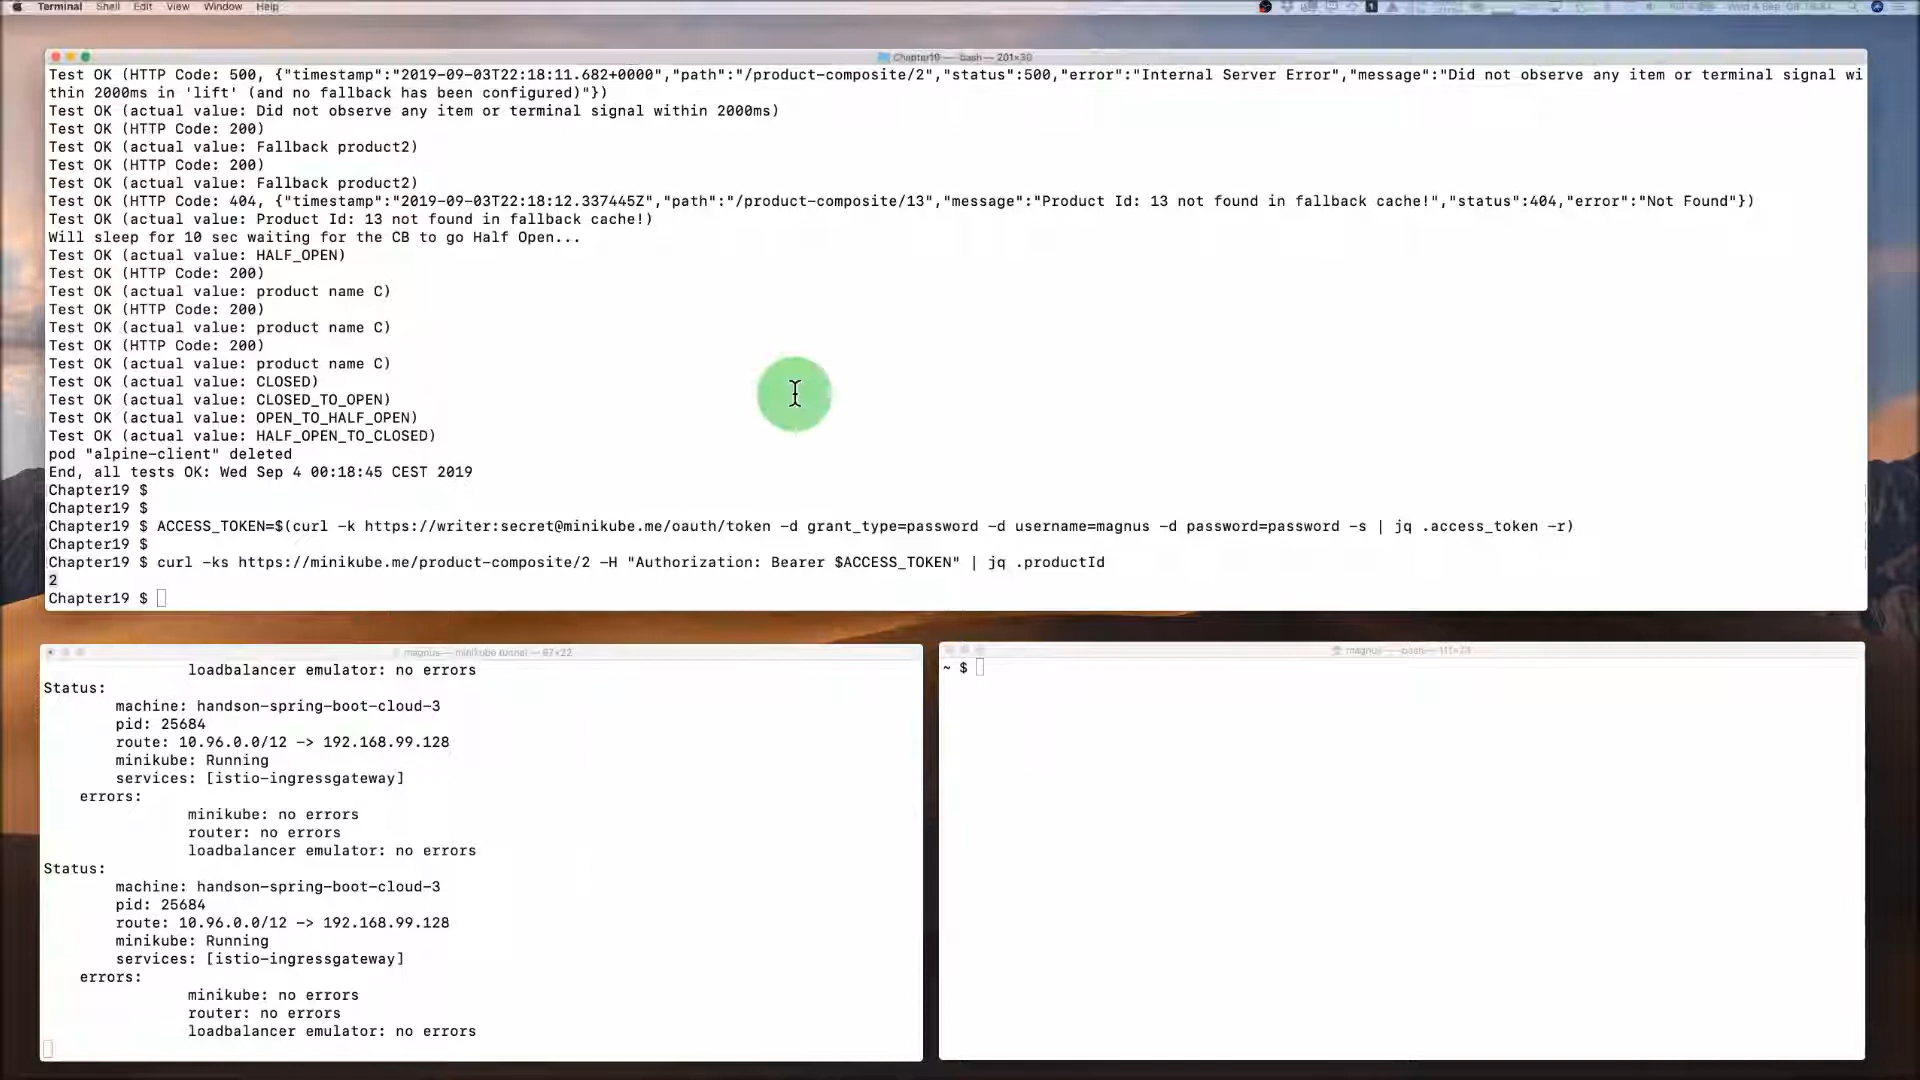 Terminal Shell Edit View Window Help
Chapter19 — -bash — 201×30
Test OK (HTTP Code: 500, {"timestamp":"2019-09-03T22:18:11.682+0000","path":"/product-composite/2","status":500,"error":"Internal Server Error","message":"Did not observe any item or terminal signal wi
thin 2000ms in 'lift' (and no fallback has been configured)"})
Test OK (actual value: Did not observe any item or terminal signal within 2000ms)
Test OK (HTTP Code: 200)
Test OK (actual value: Fallback product2)
Test OK (HTTP Code: 200)
Test OK (actual value: Fallback product2)
Test OK (HTTP Code: 404, {"timestamp":"2019-09-03T22:18:12.337445Z","path":"/product-composite/13","message":"Product Id: 13 not found in fallback cache!","status":404,"error":"Not Found"})
Test OK (actual value: Product Id: 13 not found in fallback cache!)
Will sleep for 10 sec waiting for the CB to go Half Open...
Test OK (actual value: HALF_OPEN)
Test OK (HTTP Code: 200)
Test OK (actual value: product name C)
Test OK (HTTP Code: 200)
Test OK (actual value: product name C)
Test OK (HTTP Code: 200)
Test OK (actual value: product name C)
Test OK (actual value: CLOSED)
Test OK (actual value: CLOSED_TO_OPEN)
Test OK (actual value: OPEN_TO_HALF_OPEN)
Test OK (actual value: HALF_OPEN_TO_CLOSED)
pod "alpine-client" deleted
End, all tests OK: Wed Sep 4 00:18:45 CEST 2019
Chapter19 $
Chapter19 $
Chapter19 $ ACCESS_TOKEN=$(curl -k https://writer:secret@minikube.me/oauth/token -d grant_type=password -d username=magnus -d password=password -s | jq .access_token -r)
Chapter19 $
Chapter19 $ curl -ks https://minikube.me/product-composite/2 -H "Authorization: Bearer $ACCESS_TOKEN" | jq .productId
2
Chapter19 $
magnus — minikube tunnel — 97×22
loadbalancer emulator: no errors
Status:
machine: handson-spring-boot-cloud-3
pid: 25684
route: 10.96.0.0/12 -> 192.168.99.128
minikube: Running
services: [istio-ingressgateway]
errors:
minikube: no errors
router: no errors
loadbalancer emulator: no errors
Status:
machine: handson-spring-boot-cloud-3
pid: 25684
route: 10.96.0.0/12 -> 192.168.99.128
minikube: Running
services: [istio-ingressgateway]
errors:
minikube: no errors
router: no errors
loadbalancer emulator: no errors
magnus — -bash —
~ $